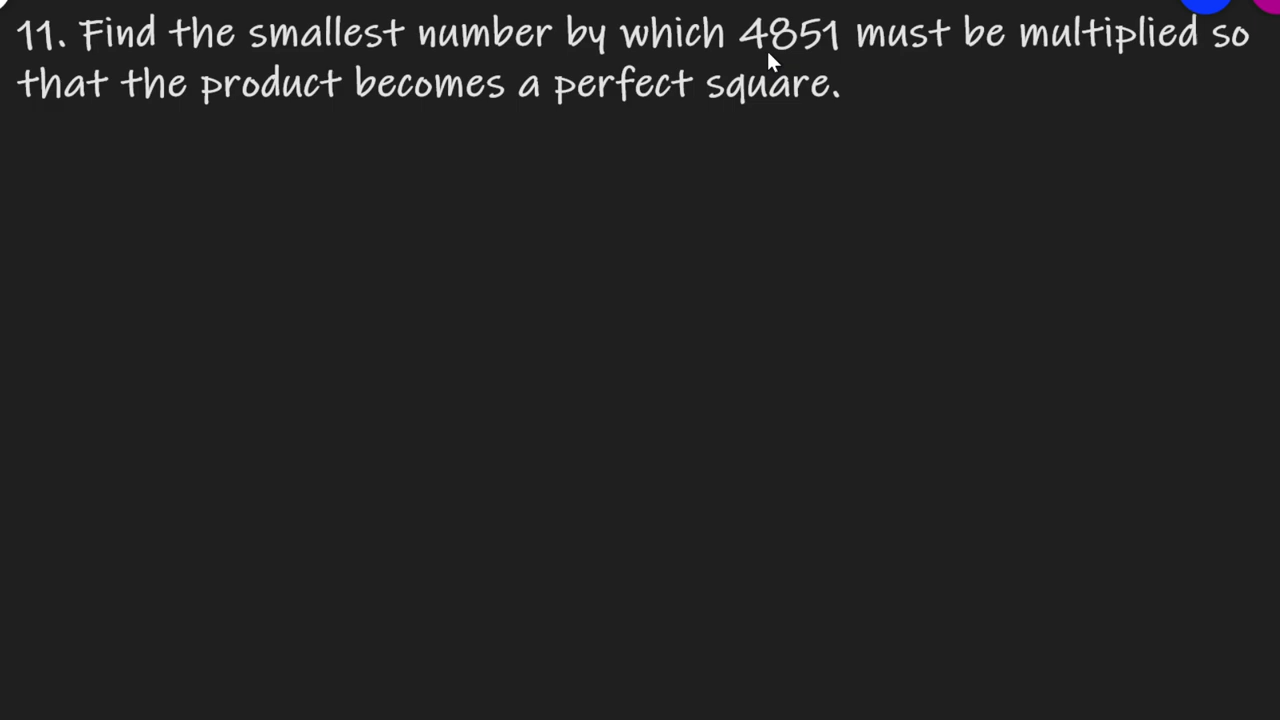 11. Find the smallest number by which 4851 must be multiplied so
that the product becomes a perfect square.